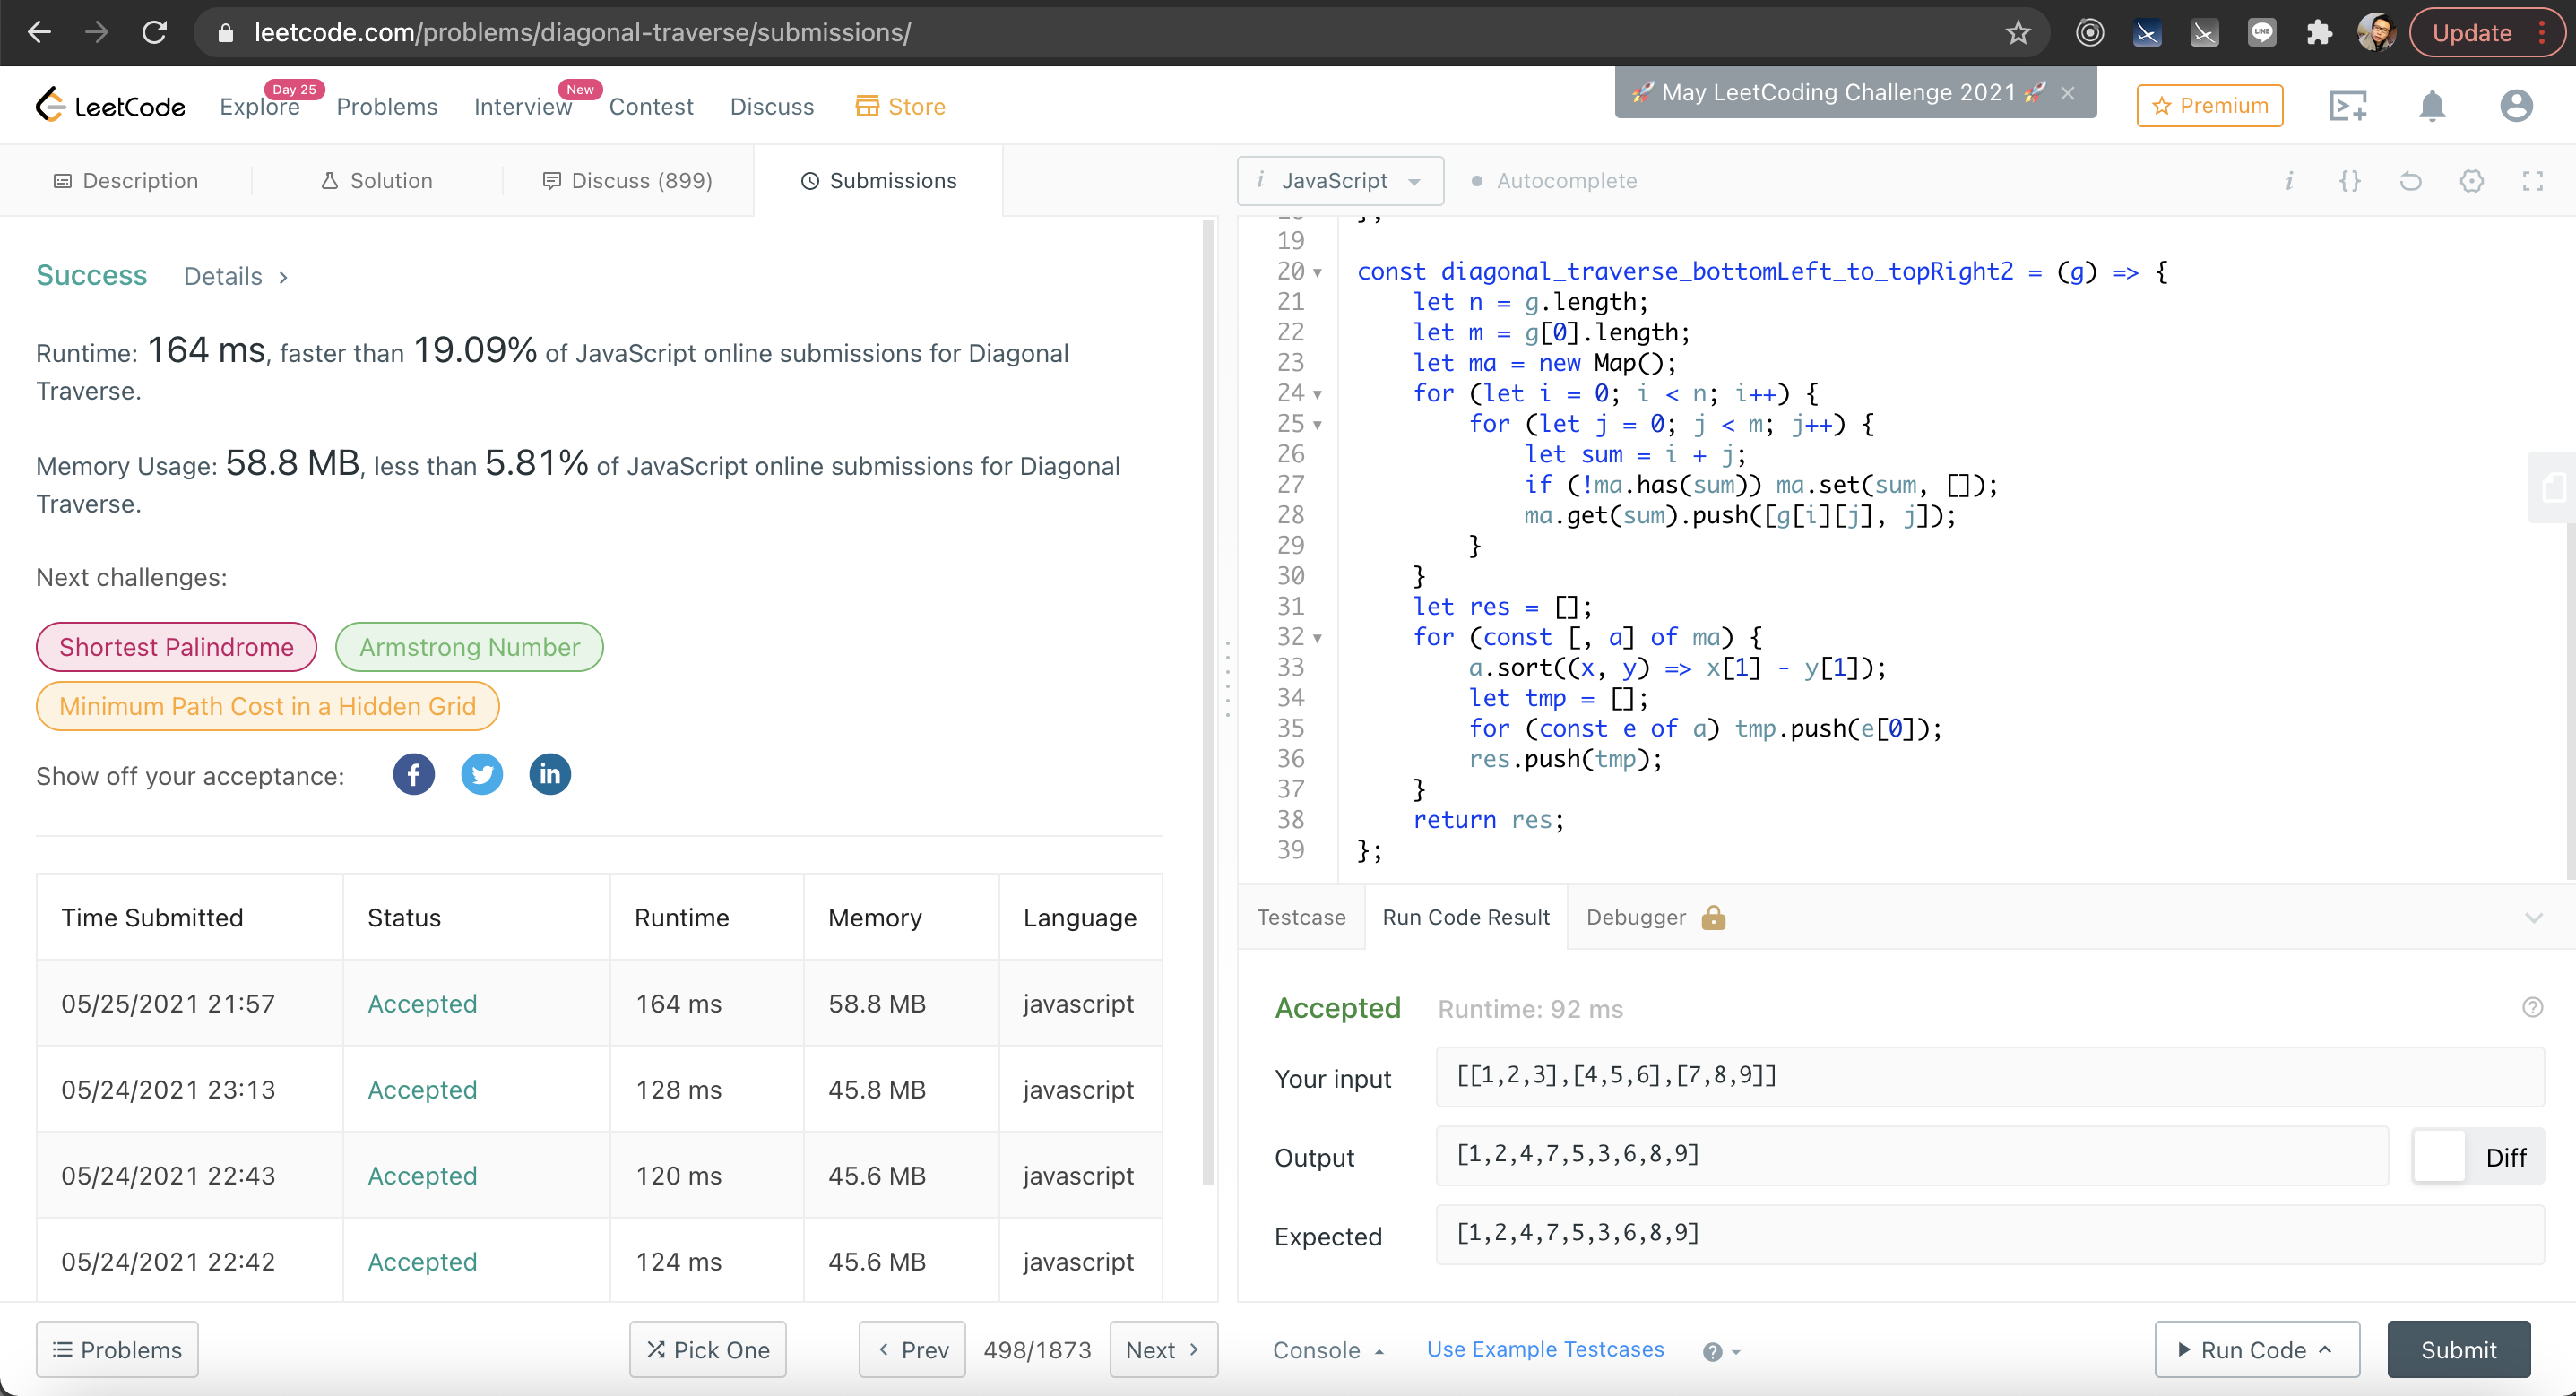 leetcode.com/problems/diagonal-traverse/submissions/
Update
LeetCode
Explore
Day 25
Problems
Interview
New
Contest
Discuss
Store
🚀 May LeetCoding Challenge 2021 🚀
Premium
Description
Solution
Discuss (899)
Submissions
i JavaScript
Autocomplete
Success Details
Runtime: 164 ms, faster than 19.09% of JavaScript online submissions for Diagonal
Traverse.
Memory Usage: 58.8 MB, less than 5.81% of JavaScript online submissions for Diagonal
Traverse.
Next challenges:
Shortest Palindrome
Armstrong Number
Minimum Path Cost in a Hidden Grid
Show off your acceptance:
Time Submitted Status Runtime Memory Language
05/25/2021 21:57 Accepted 164 ms 58.8 MB javascript
05/24/2021 23:13 Accepted 128 ms 45.8 MB javascript
05/24/2021 22:43 Accepted 120 ms 45.6 MB javascript
05/24/2021 22:42 Accepted 124 ms 45.6 MB javascript
Problems
Pick One
Prev
498/1873
Next
19
20 const diagonal_traverse_bottomLeft_to_topRight2 = (g) => {
21 let n = g.length;
22 let m = g[0].length;
23 let ma = new Map();
24 for (let i = 0; i < n; i++) {
25 for (let j = 0; j < m; j++) {
26 let sum = i + j;
27 if (!ma.has(sum)) ma.set(sum, []);
28 ma.get(sum).push([g[i][j], j]);
29 }
30 }
31 let res = [];
32 for (const [, a] of ma) {
33 a.sort((x, y) => x[1] - y[1]);
34 let tmp = [];
35 for (const e of a) tmp.push(e[0]);
36 res.push(tmp);
37 }
38 return res;
39 };
Testcase
Run Code Result
Debugger
Accepted Runtime: 92 ms
Your input [[1,2,3],[4,5,6],[7,8,9]]
Output [1,2,4,7,5,3,6,8,9]
Diff
Expected [1,2,4,7,5,3,6,8,9]
Console
Use Example Testcases
Run Code
Submit